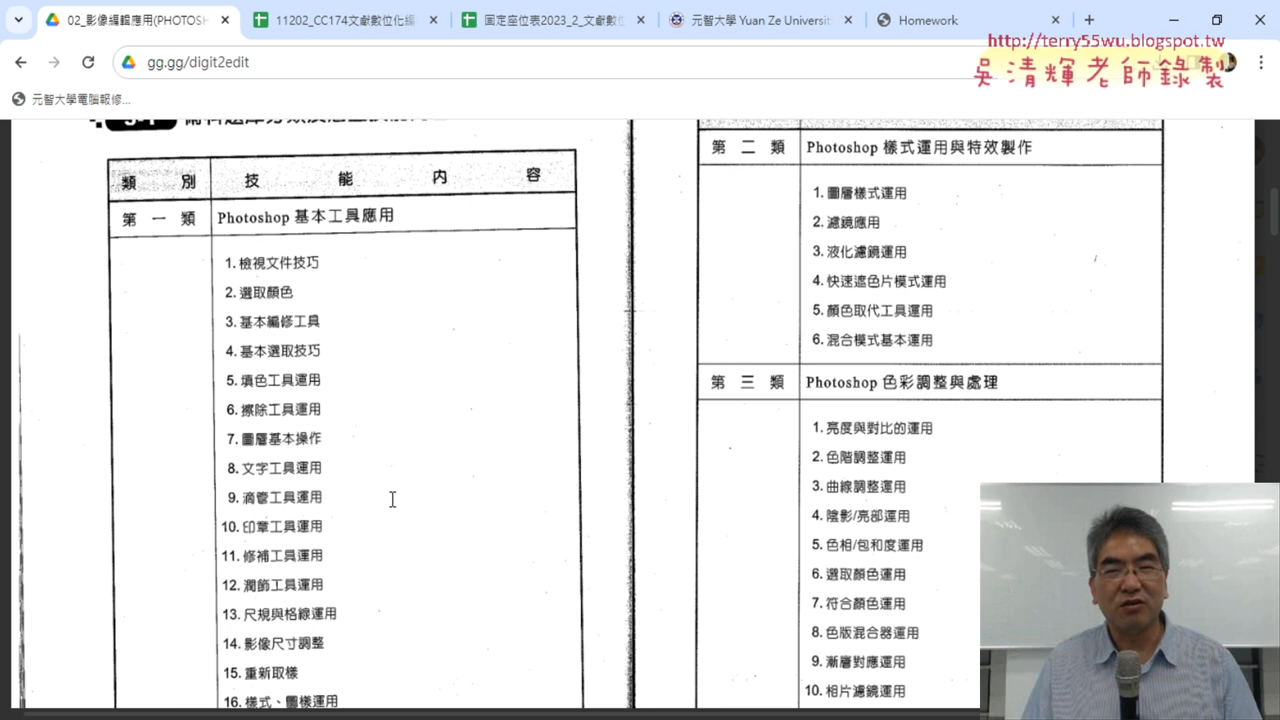 02_影像編輯應用(PHOTOSH
11202_CC174文獻數位化編
固定座位表2023_2_文獻數位
元智大學 Yuan Ze Universit
Homework
http://terry55wu.blogspot.tw
gg.gg/digit2edit
吳清輝老師錄製
元智大學電腦報修...
類 別 技 能 內 容
第 一 類 Photoshop 基本工具應用
1. 檢視文件技巧
2. 選取顏色
3. 基本編修工具
4. 基本選取技巧
5. 填色工具運用
6. 擦除工具運用
7. 圖層基本操作
8. 文字工具運用
9. 滴管工具運用
10. 印章工具運用
11. 修補工具運用
12. 潤飾工具運用
13. 尺規與格線運用
14. 影像尺寸調整
15. 重新取樣
16. 樣式、圖樣運用
第 二 類 Photoshop 樣式運用與特效製作
1. 圖層樣式運用
2. 濾鏡應用
3. 液化濾鏡運用
4. 快速遮色片模式運用
5. 顏色取代工具運用
6. 混合模式基本運用
第 三 類 Photoshop 色彩調整與處理
1. 亮度與對比的運用
2. 色階調整運用
3. 曲線調整運用
4. 陰影/亮部運用
5. 色相/包和度運用
6. 選取顏色運用
7. 符合顏色運用
8. 色版混合器運用
9. 漸層對應運用
10. 相片濾鏡運用